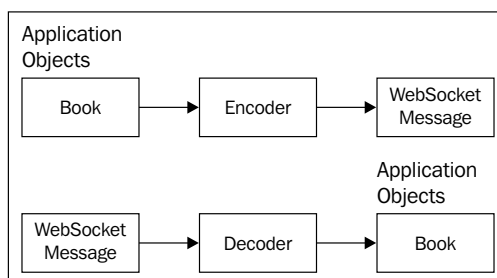 Application
Objects
Book
Encoder
WebSocket
Message
Application
Objects
WebSocket
Message
Decoder
Book